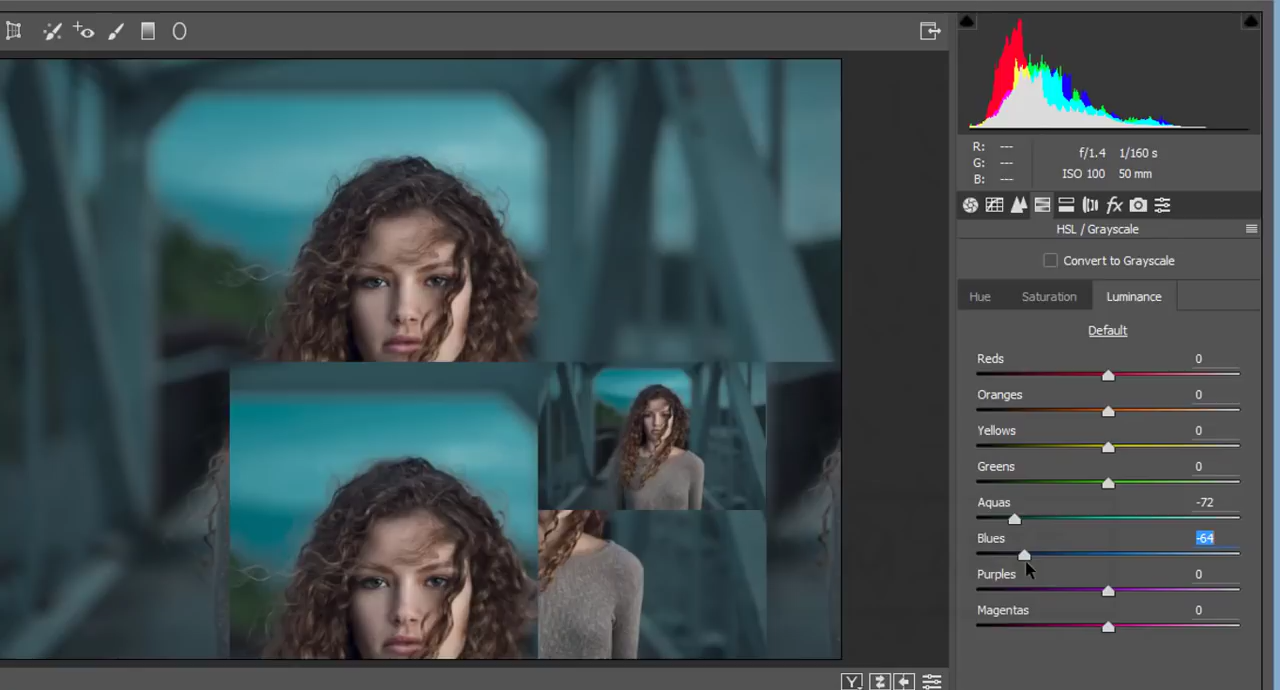 R: ---
G: ---
B: ---
f/1.4 1/160 s
ISO 100 50 mm
fx
HSL / Grayscale
Convert to Grayscale
Hue Saturation Luminance
Default
Reds 0
Oranges 0
Yellows 0
Greens 0
Aquas -72
Blues -64
Purples 0
Magentas 0
Y